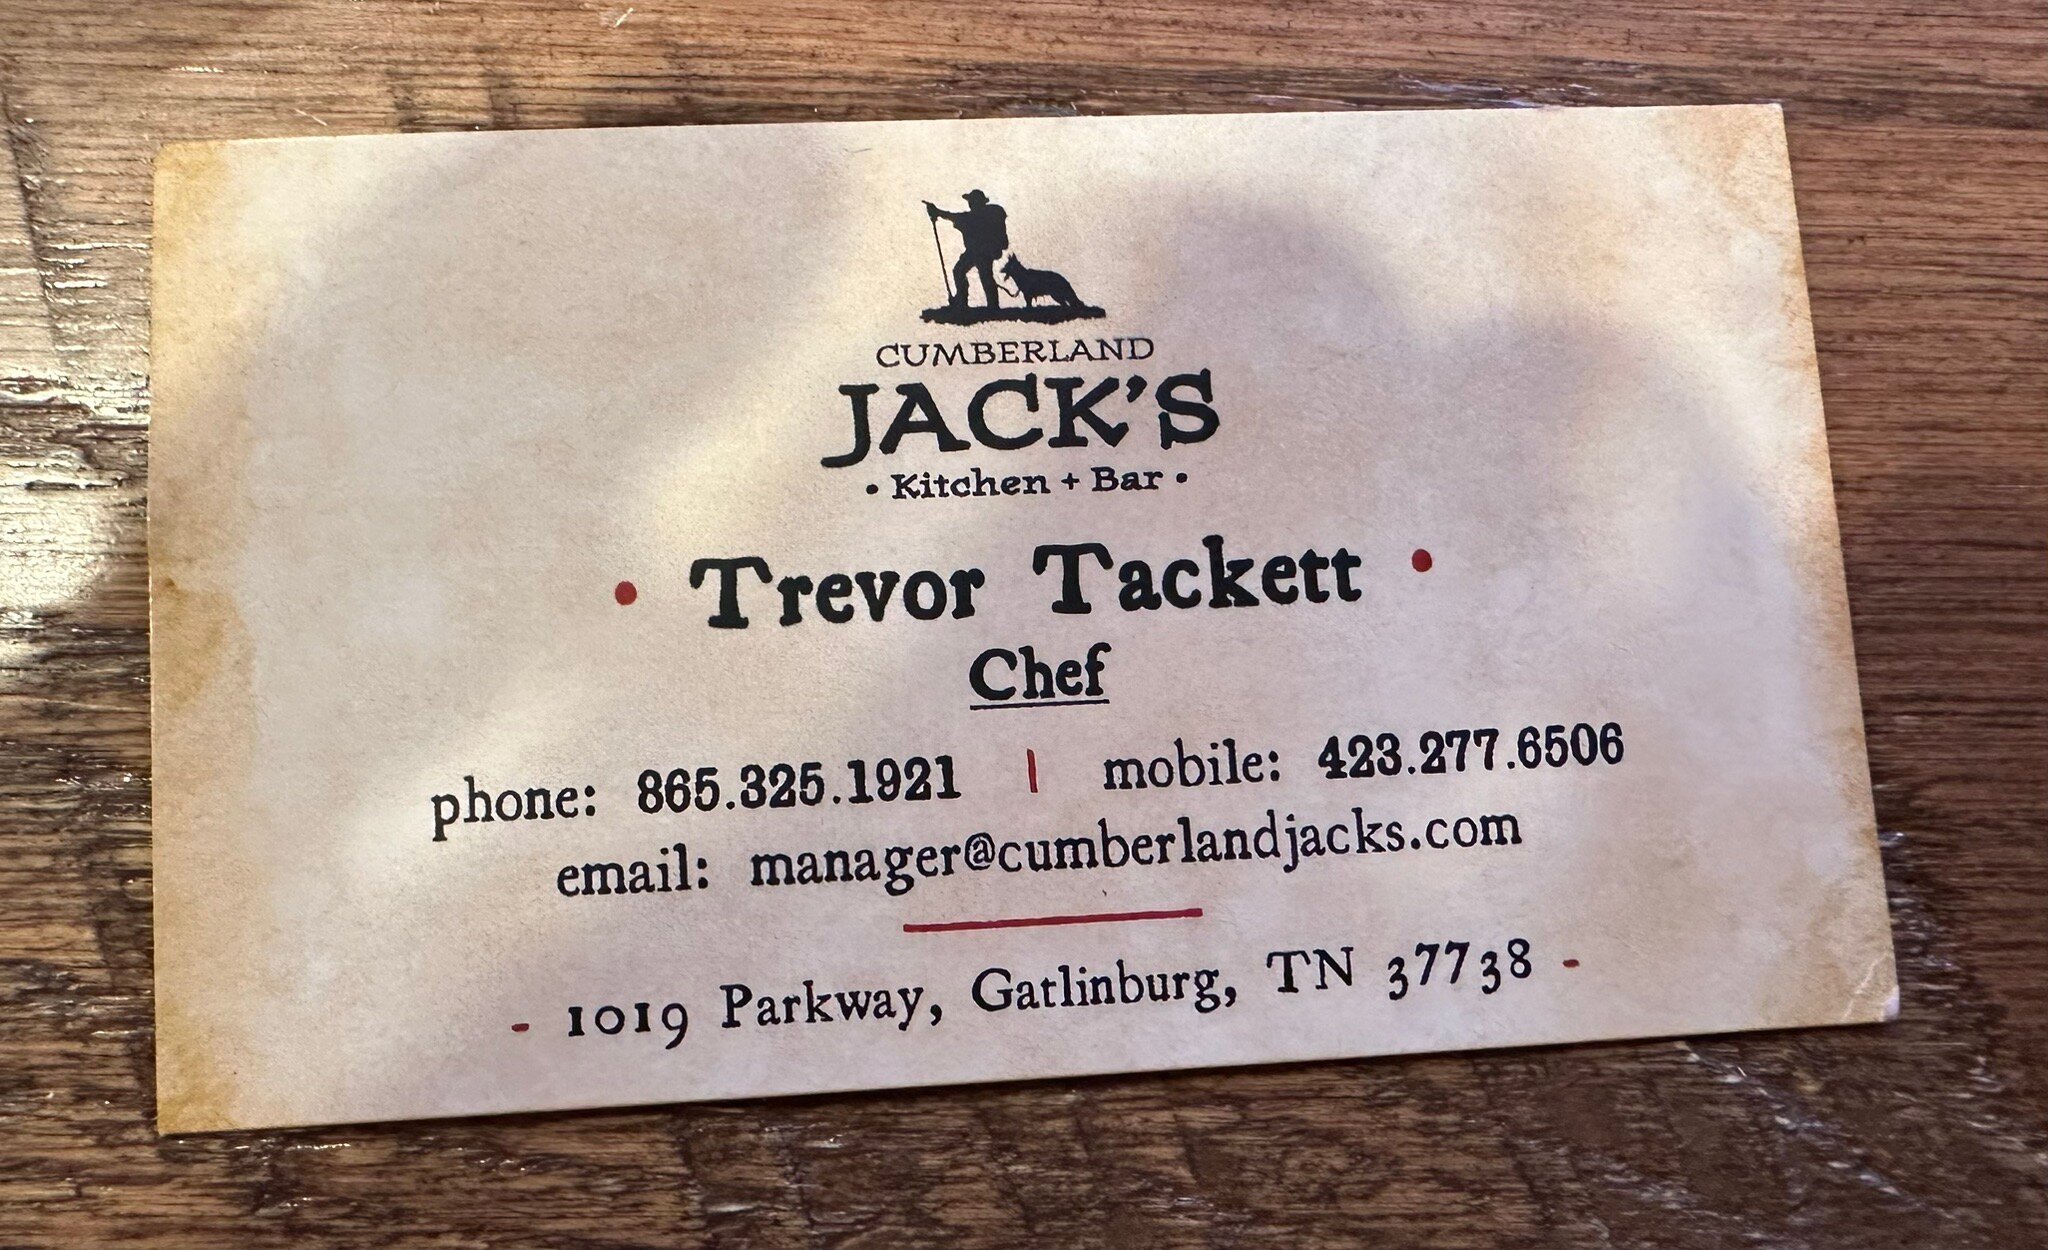 CUMBERLAND
JACK'S
• Kitchen + Bar •
• Trevor Tackett •
Chef
phone: 865.325.1921 | mobile: 423.277.6506
email: manager@cumberlandjacks.com
- 1019 Parkway, Gatlinburg, TN 37738 -